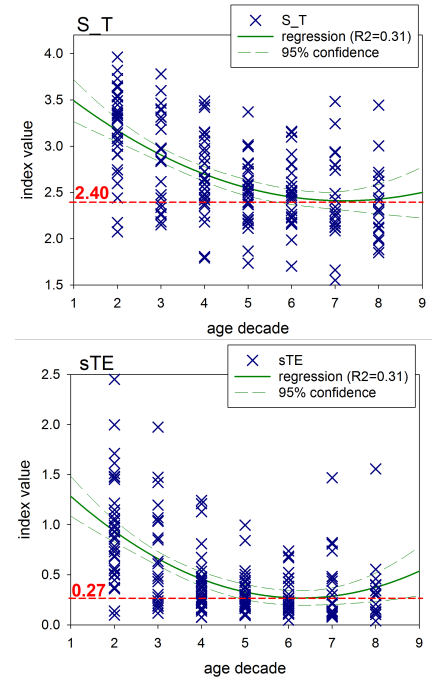 S_T
S_T
regression (R2=0.31)
95% confidence
4.0
3.5
3.0
2.5
2.0
1.5
index value
2.40
1 2 3 4 5 6 7 8 9
age decade
sTE
sTE
regression (R2=0.31)
95% confidence
2.5
2.0
1.5
1.0
0.5
0.0
index value
0.27
1 2 3 4 5 6 7 8 9
age decade